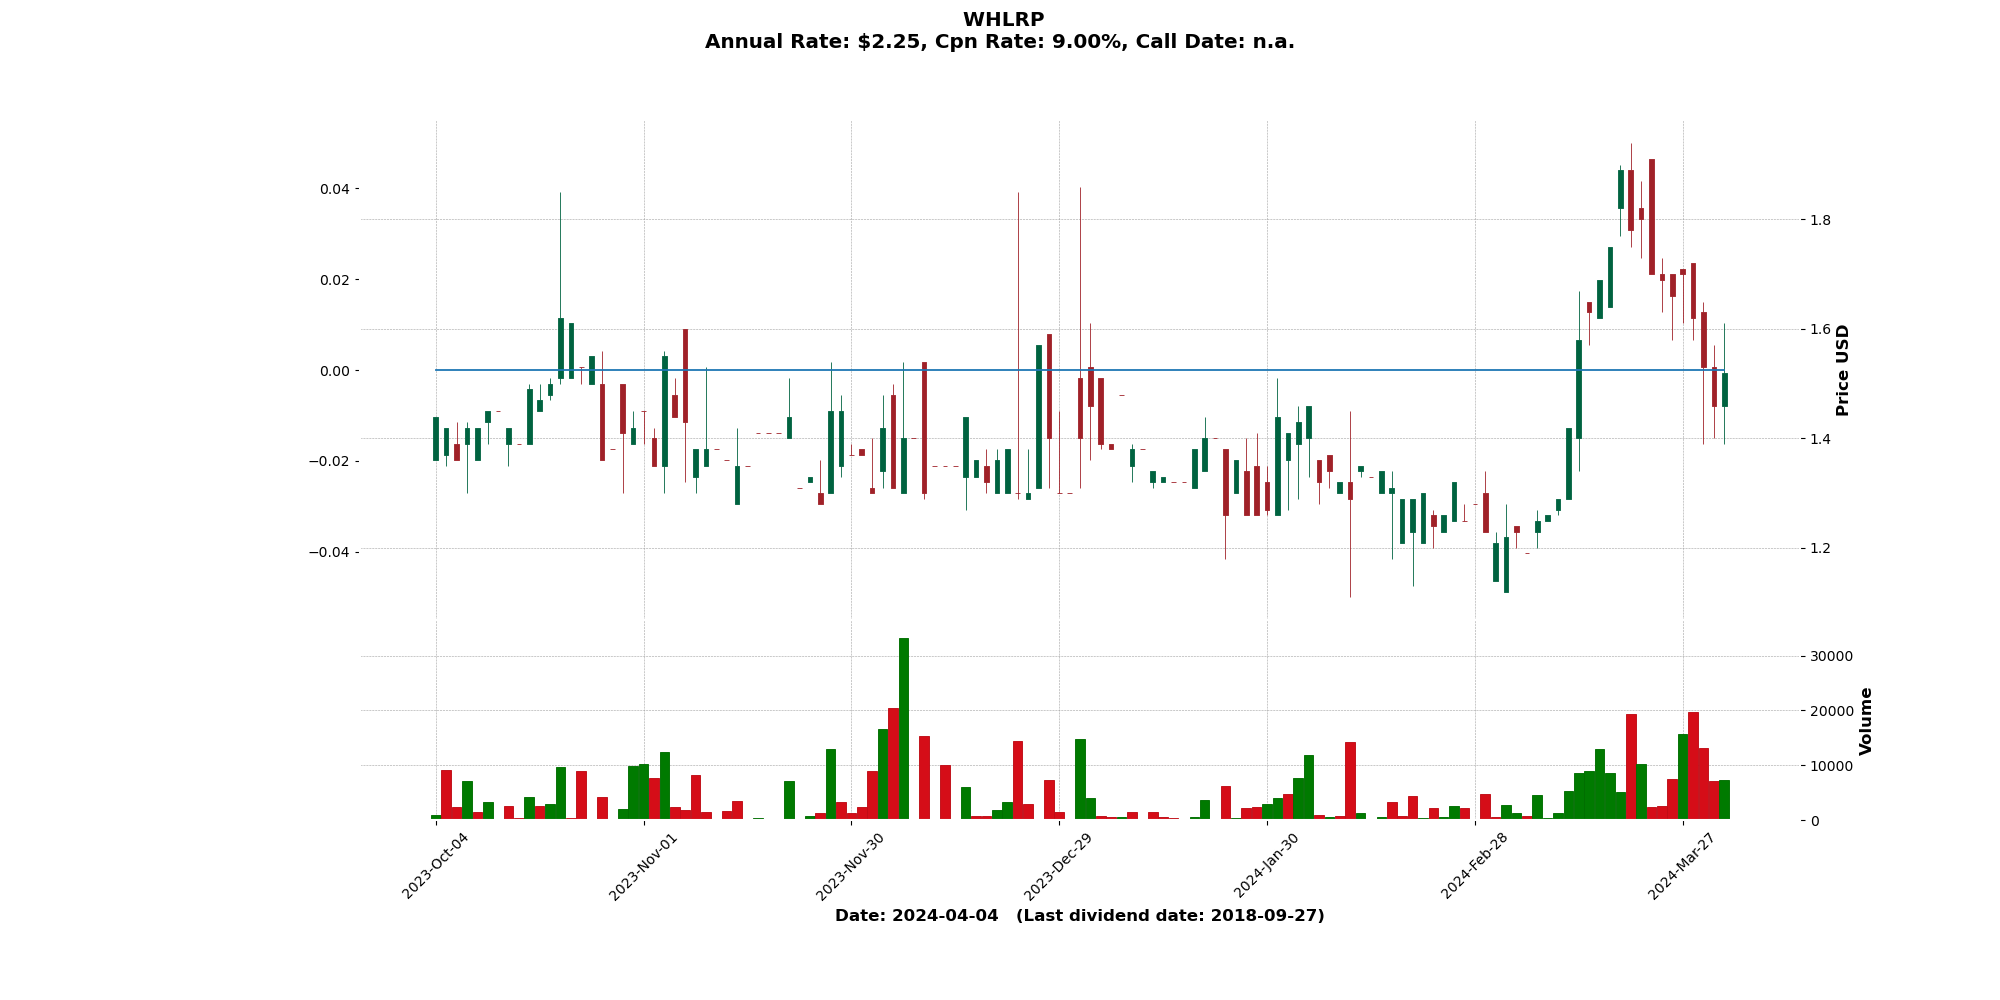 WHLRP
Annual Rate: $2.25, Cpn Rate: 9.00%, Call Date: n.a.
0.04
0.02
0.00
−0.02
−0.04
1.8
1.6
1.4
1.2
Price USD
30000
20000
10000
0
Volume
2023-Oct-04
2023-Nov-01
2023-Nov-30
2023-Dec-29
2024-Jan-30
2024-Feb-28
2024-Mar-27
Date: 2024-04-04   (Last dividend date: 2018-09-27)